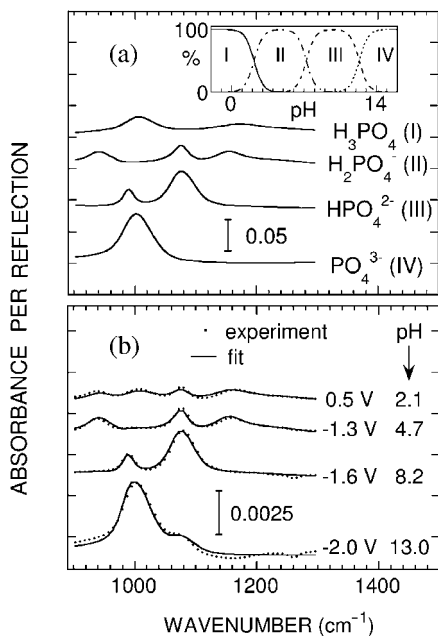 ABSORBANCE PER REFLECTION
(a)
100
%
0
I II III IV
0 14
pH
H₃PO₄ (I)
H₂PO₄⁻ (II)
HPO₄²⁻ (III)
PO₄³⁻ (IV)
0.05
(b)
experiment
fit
pH
0.5 V 2.1
-1.3 V 4.7
-1.6 V 8.2
-2.0 V 13.0
0.0025
1000 1200 1400
WAVENUMBER (cm⁻¹)